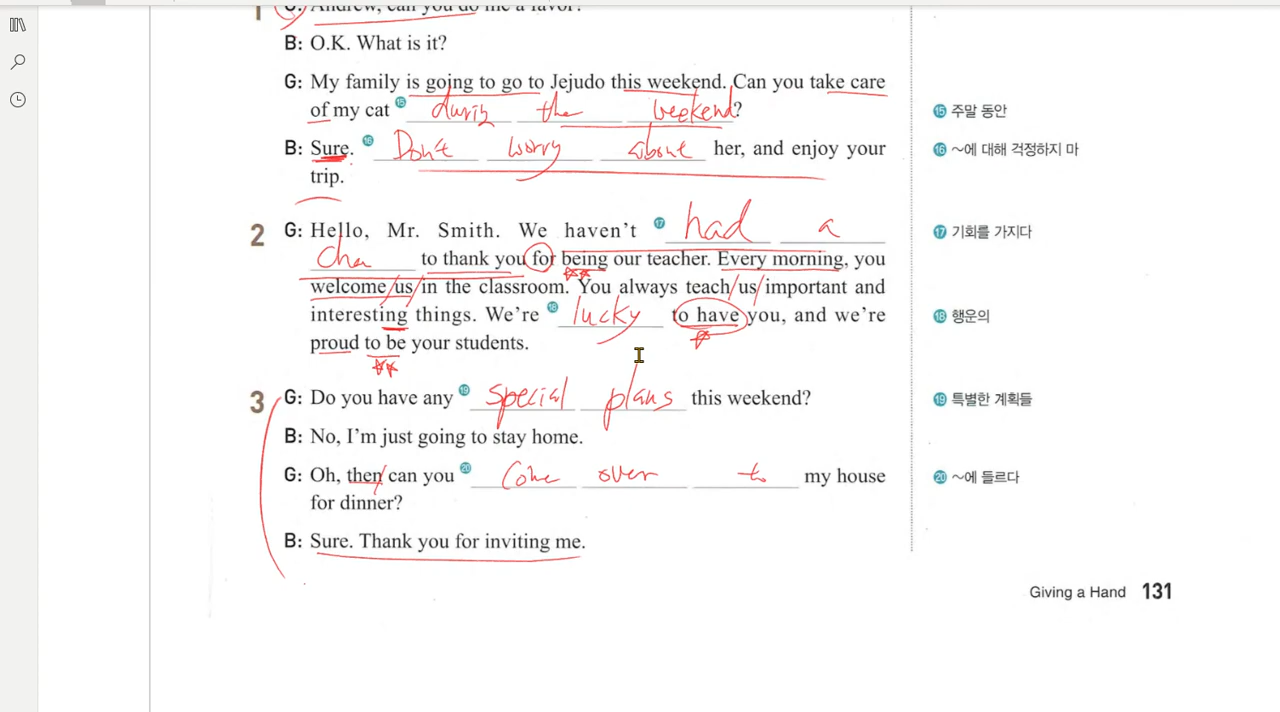 1 G: Andrew, can you do me a favor?
B: O.K. What is it?
G: My family is going to go to Jejudo this weekend. Can you take care
of my cat ⑮ during the weekend? ⑮ 주말 동안
B: Sure. ⑯ Don't worry about her, and enjoy your ⑯ ~에 대해 걱정하지 마
trip.
2 G: Hello, Mr. Smith. We haven't ⑰ had a ⑰ 기회를 가지다
cha to thank you for being our teacher. Every morning, you
welcome us in the classroom. You always teach us important and
interesting things. We're ⑱ lucky to have you, and we're ⑱ 행운의
proud to be your students.
3 G: Do you have any ⑲ special plans this weekend? ⑲ 특별한 계획들
B: No, I'm just going to stay home.
G: Oh, then can you ⑳ come over to my house ⑳ ~에 들르다
for dinner?
B: Sure. Thank you for inviting me.
Giving a Hand 131